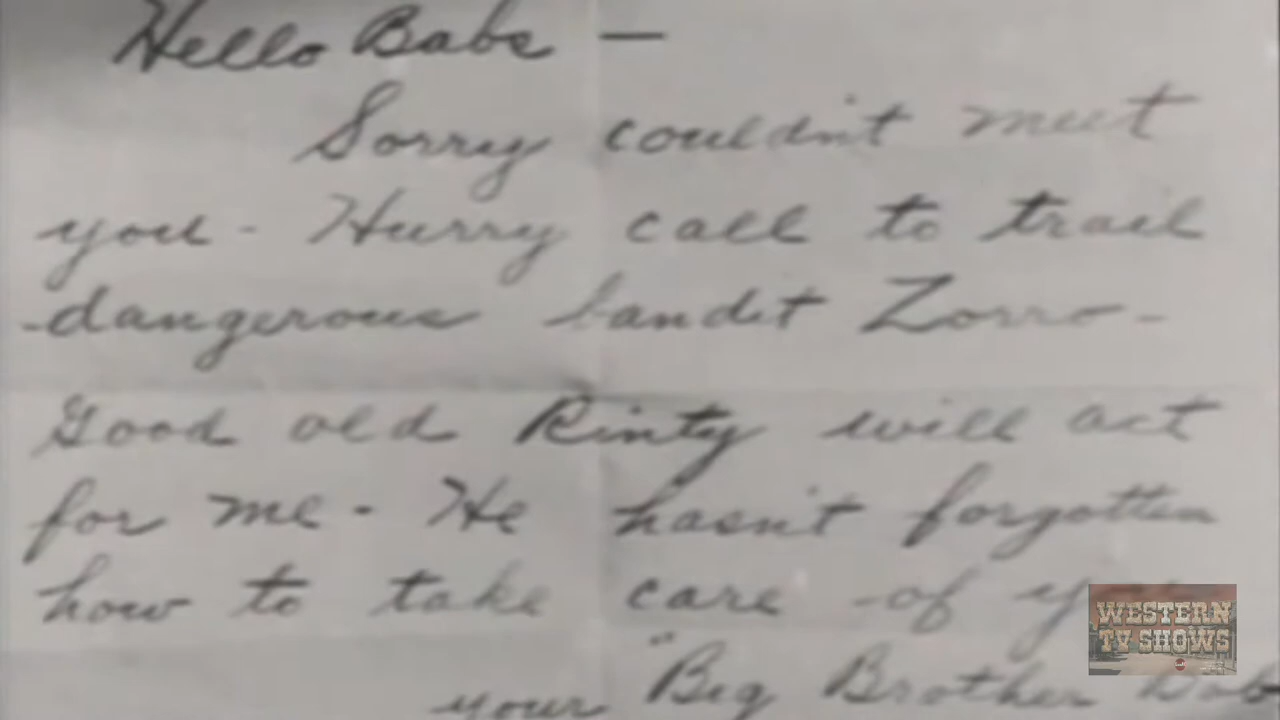 Hello Babe —
Sorry couldn't meet
you - Hurry call to trail
dangerous bandit Zorro -
Good old Rinty will act
for me - He hasn't forgotten
how to take care of
your "Big Brother Bob
WESTERN
TV SHOWS